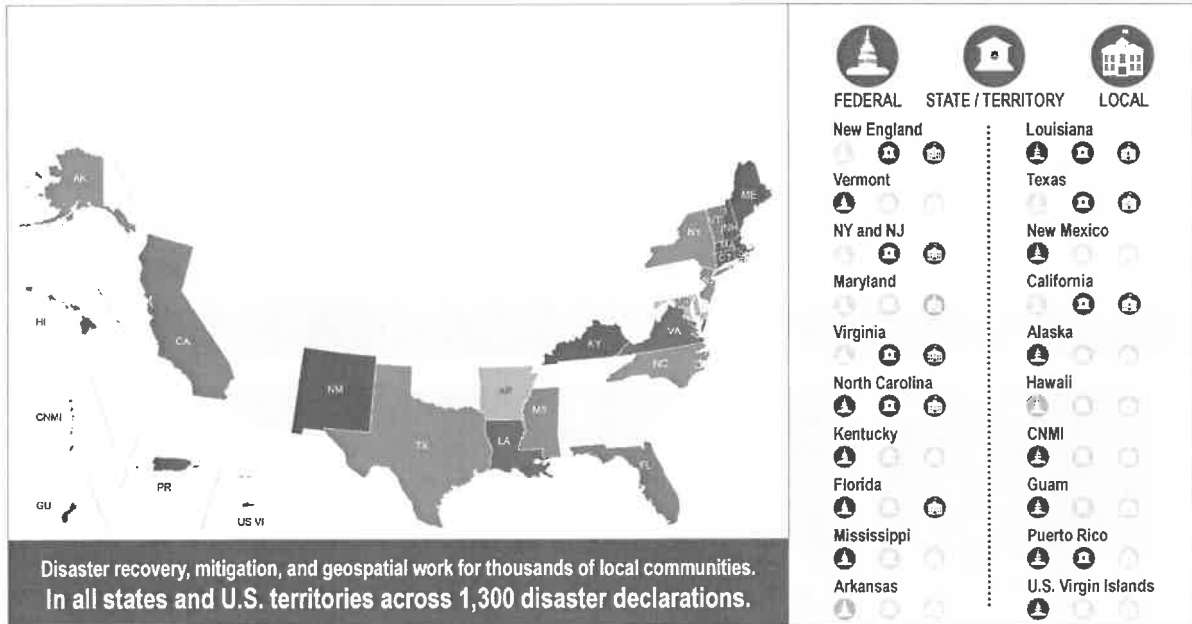 AK
HI
CNMI
GU
PR
US VI
CA
NM
TX
AR
LA
MS
FL
KY
VA
NC
NY
VT
NH
ME
MA
CT
NJ
Disaster recovery, mitigation, and geospatial work for thousands of local communities.
In all states and U.S. territories across 1,300 disaster declarations.
FEDERAL STATE / TERRITORY LOCAL
New England
Vermont
NY and NJ
Maryland
Virginia
North Carolina
Kentucky
Florida
Mississippi
Arkansas
Louisiana
Texas
New Mexico
California
Alaska
Hawaii
CNMI
Guam
Puerto Rico
U.S. Virgin Islands